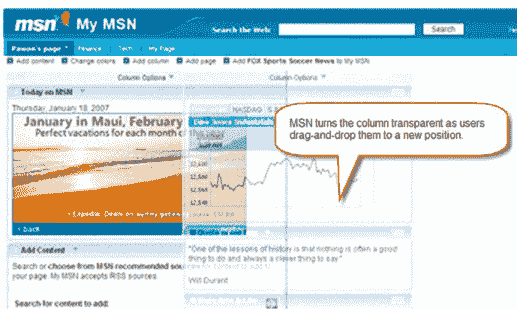 msn My MSN
Search the Web:
Search
Pawan's page Finance Tech My Page
Add content Change colors Add column Add page Add FOX Sports Soccer News to My MSN
Column Options Column Options
Today on MSN
Thursday, January 18, 2007
NASDAQ
January in Maui, February
Perfect vacations for each month
MSN turns the column transparent as users
drag-and-drop them to a new position.
Expedia:
back
Add Content
Search or choose from MSN recommended
your page. My MSN accepts RSS sources.
Search for content to add:
"One of the lessons of history is that nothing is often a good
thing to do and always a clever thing to say."
Will Durant